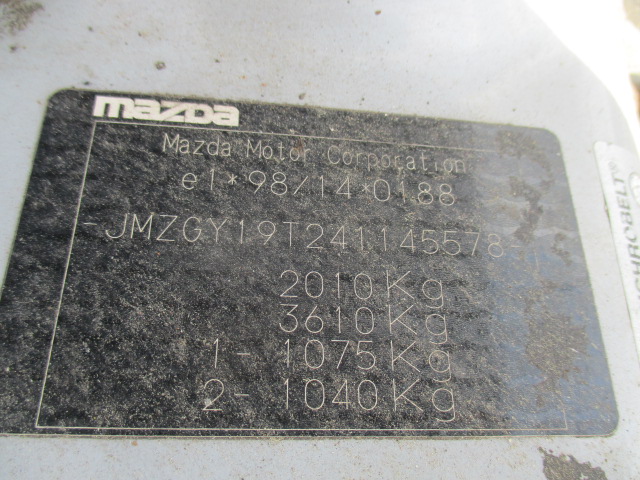 mazda
Mazda Motor Corporation
e1*98/14*0188
-JMZGY19T241145578-
2010Kg
3610Kg
1- 1075Kg
2- 1040Kg